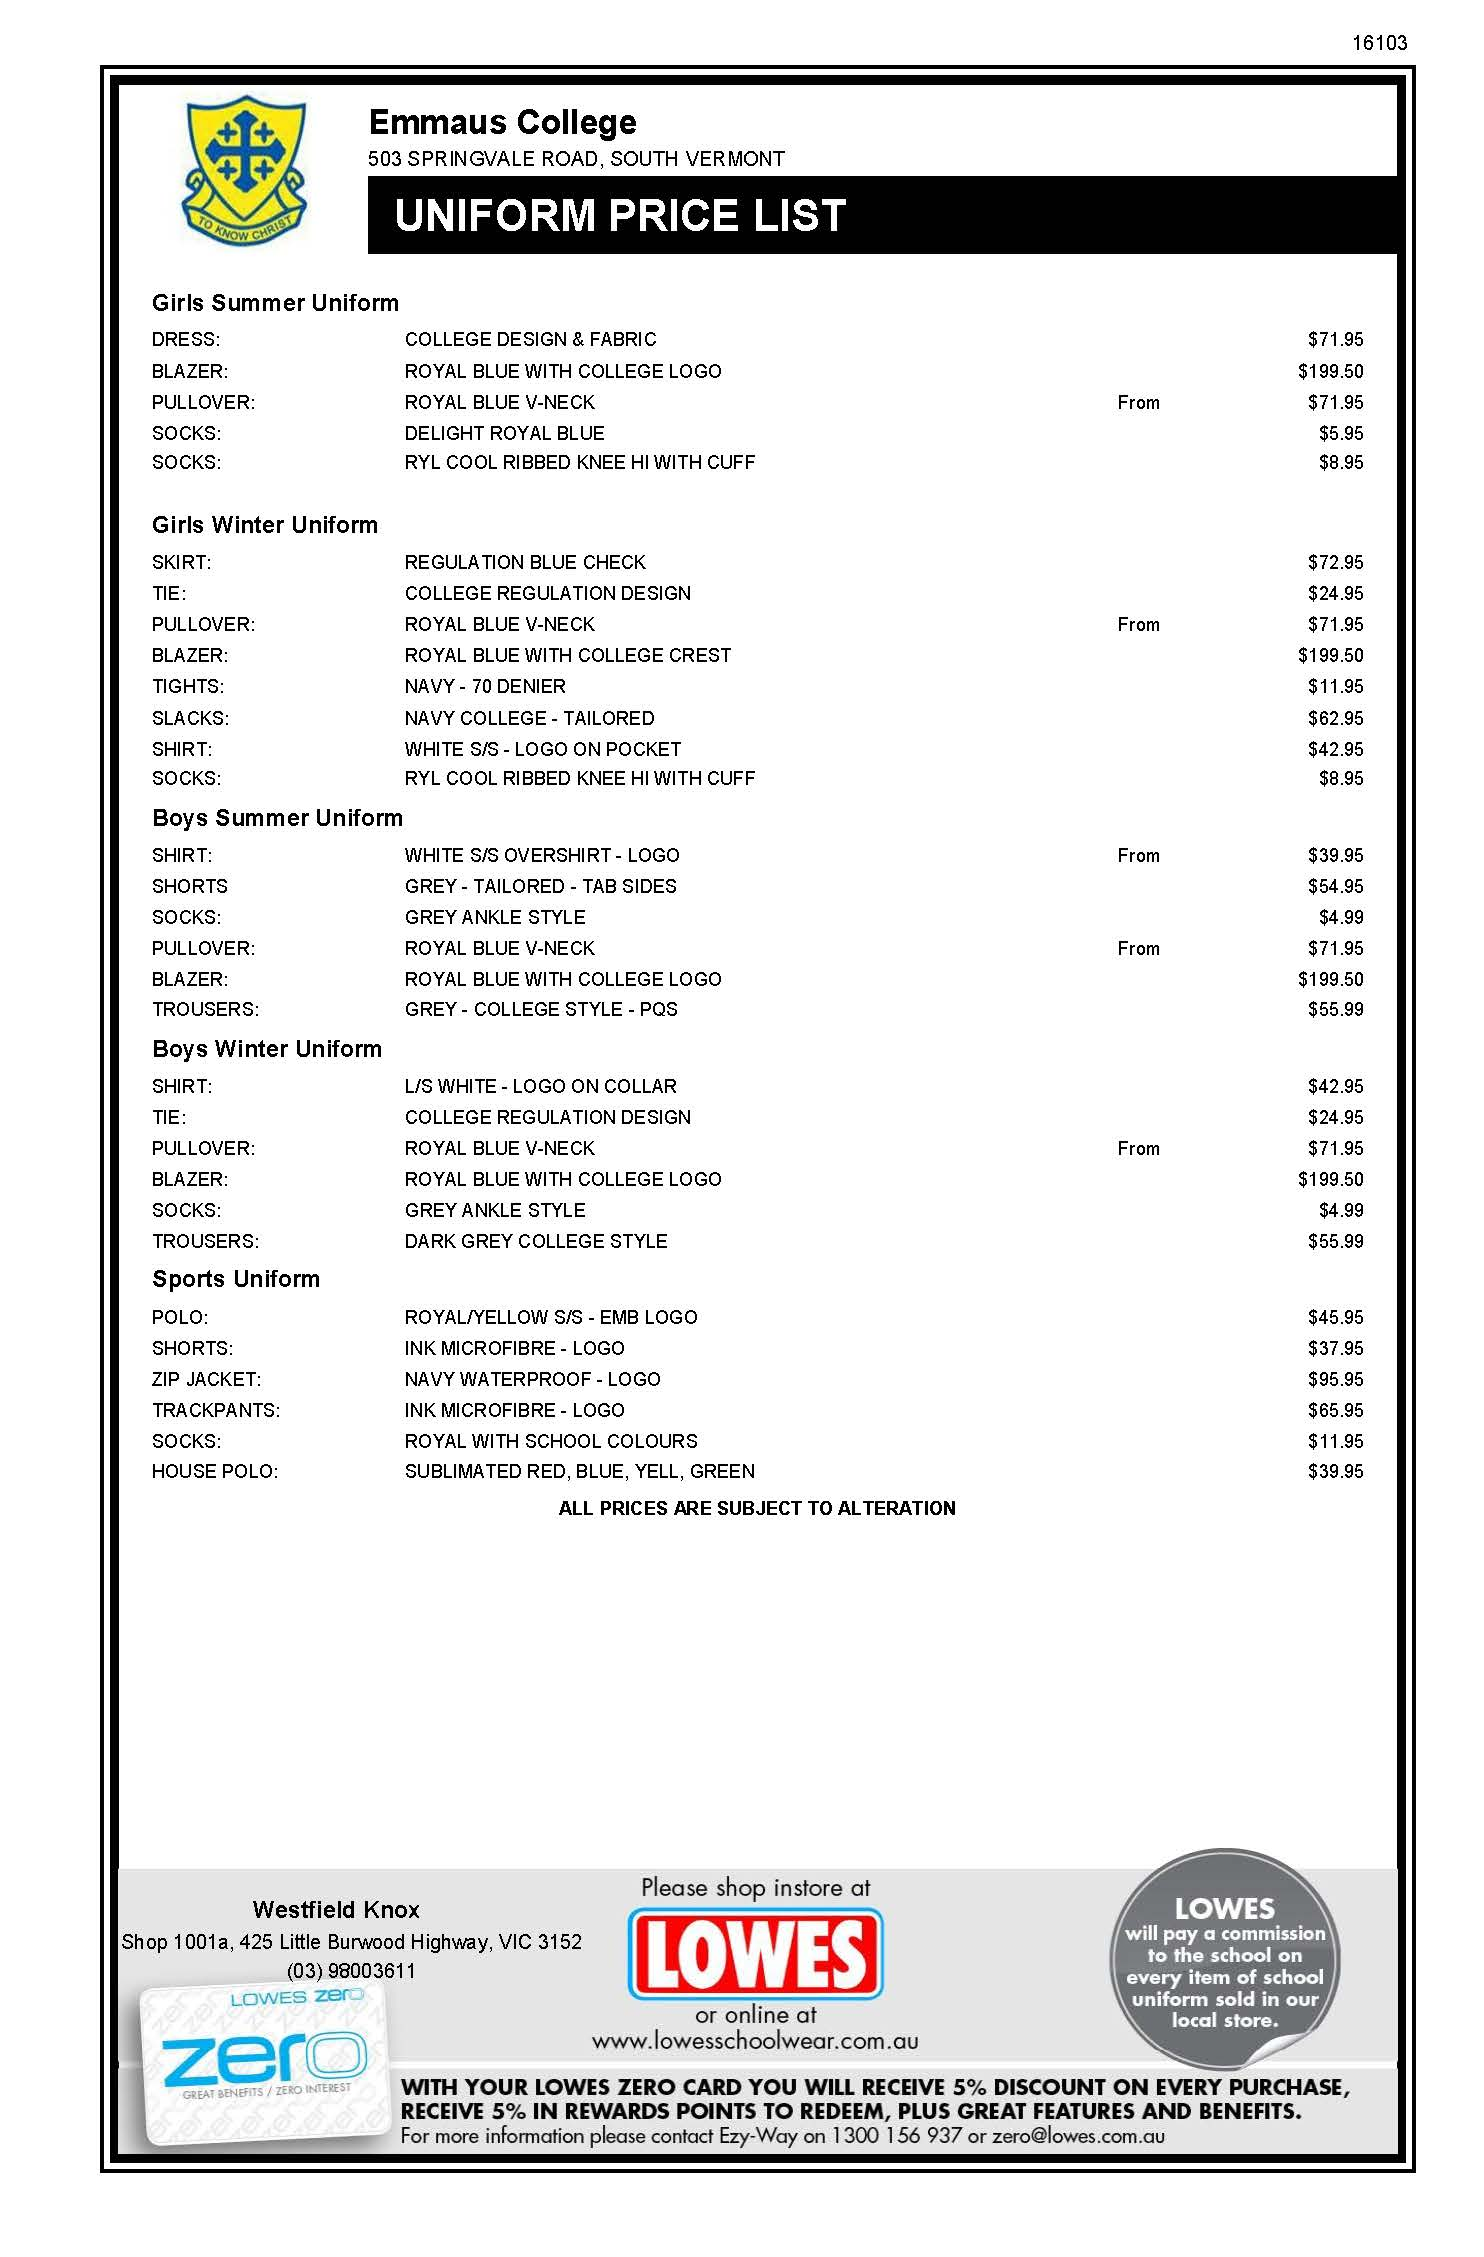 16103
Emmaus College
503 SPRINGVALE ROAD, SOUTH VERMONT
TO KNOW CHRIST
UNIFORM PRICE LIST
Girls Summer Uniform
DRESS: COLLEGE DESIGN & FABRIC $71.95
BLAZER: ROYAL BLUE WITH COLLEGE LOGO $199.50
PULLOVER: ROYAL BLUE V-NECK From $71.95
SOCKS: DELIGHT ROYAL BLUE $5.95
SOCKS: RYL COOL RIBBED KNEE HI WITH CUFF $8.95
Girls Winter Uniform
SKIRT: REGULATION BLUE CHECK $72.95
TIE: COLLEGE REGULATION DESIGN $24.95
PULLOVER: ROYAL BLUE V-NECK From $71.95
BLAZER: ROYAL BLUE WITH COLLEGE CREST $199.50
TIGHTS: NAVY - 70 DENIER $11.95
SLACKS: NAVY COLLEGE - TAILORED $62.95
SHIRT: WHITE S/S - LOGO ON POCKET $42.95
SOCKS: RYL COOL RIBBED KNEE HI WITH CUFF $8.95
Boys Summer Uniform
SHIRT: WHITE S/S OVERSHIRT - LOGO From $39.95
SHORTS GREY - TAILORED - TAB SIDES $54.95
SOCKS: GREY ANKLE STYLE $4.99
PULLOVER: ROYAL BLUE V-NECK From $71.95
BLAZER: ROYAL BLUE WITH COLLEGE LOGO $199.50
TROUSERS: GREY - COLLEGE STYLE - PQS $55.99
Boys Winter Uniform
SHIRT: L/S WHITE - LOGO ON COLLAR $42.95
TIE: COLLEGE REGULATION DESIGN $24.95
PULLOVER: ROYAL BLUE V-NECK From $71.95
BLAZER: ROYAL BLUE WITH COLLEGE LOGO $199.50
SOCKS: GREY ANKLE STYLE $4.99
TROUSERS: DARK GREY COLLEGE STYLE $55.99
Sports Uniform
POLO: ROYAL/YELLOW S/S - EMB LOGO $45.95
SHORTS: INK MICROFIBRE - LOGO $37.95
ZIP JACKET: NAVY WATERPROOF - LOGO $95.95
TRACKPANTS: INK MICROFIBRE - LOGO $65.95
SOCKS: ROYAL WITH SCHOOL COLOURS $11.95
HOUSE POLO: SUBLIMATED RED, BLUE, YELL, GREEN $39.95
ALL PRICES ARE SUBJECT TO ALTERATION
Westfield Knox
Shop 1001a, 425 Little Burwood Highway, VIC 3152
(03) 98003611
Please shop instore at
LOWES
or online at
www.lowesschoolwear.com.au
LOWES
will pay a commission
to the school on
every item of school
uniform sold in our
local store.
LOWES zero
zero
GREAT BENEFITS / ZERO INTEREST
WITH YOUR LOWES ZERO CARD YOU WILL RECEIVE 5% DISCOUNT ON EVERY PURCHASE,
RECEIVE 5% IN REWARDS POINTS TO REDEEM, PLUS GREAT FEATURES AND BENEFITS.
For more information please contact Ezy-Way on 1300 156 937 or zero@lowes.com.au